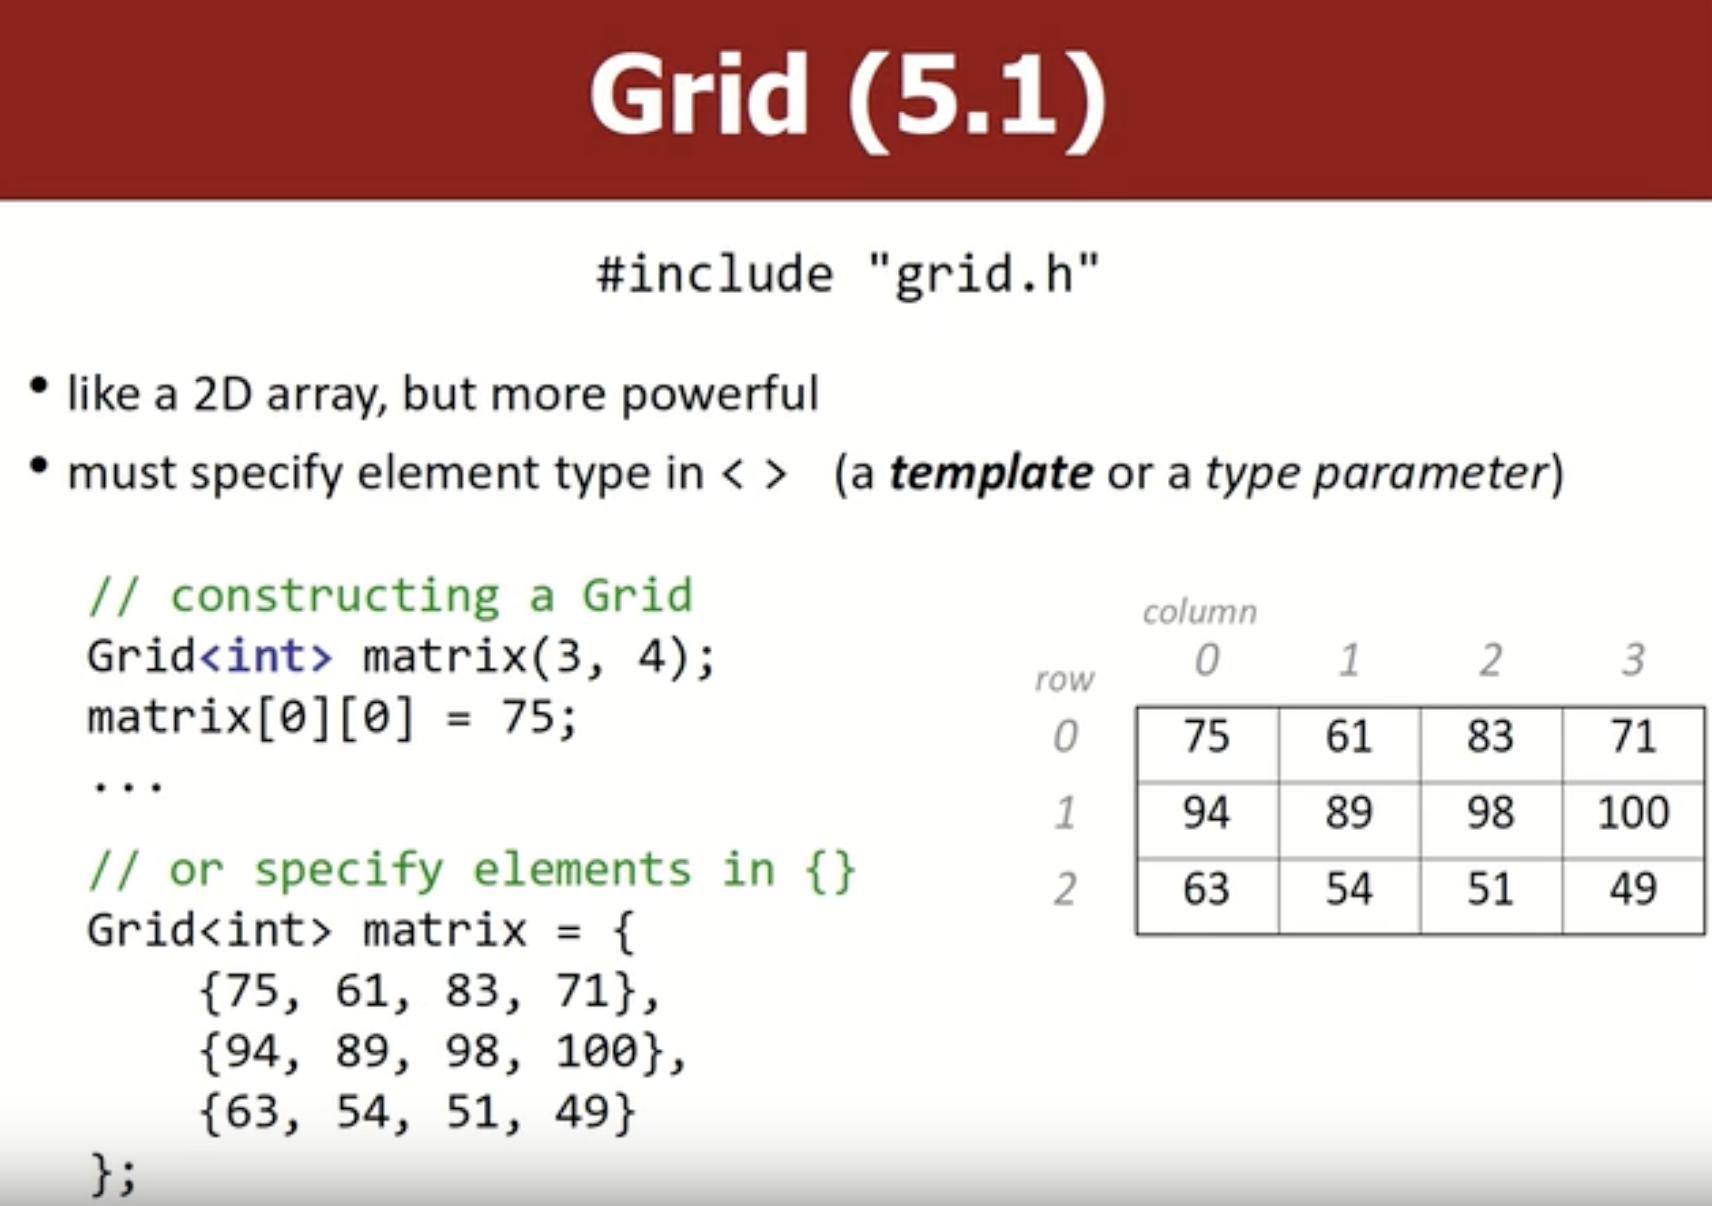 Grid (5.1)
#include "grid.h"
• like a 2D array, but more powerful
• must specify element type in < > (a template or a type parameter)
// constructing a Grid
Grid<int> matrix(3, 4);
matrix[0][0] = 75;
...
// or specify elements in {}
Grid<int> matrix = {
{75, 61, 83, 71},
{94, 89, 98, 100},
{63, 54, 51, 49}
};
column
row 0 1 2 3
0 75 61 83 71
1 94 89 98 100
2 63 54 51 49